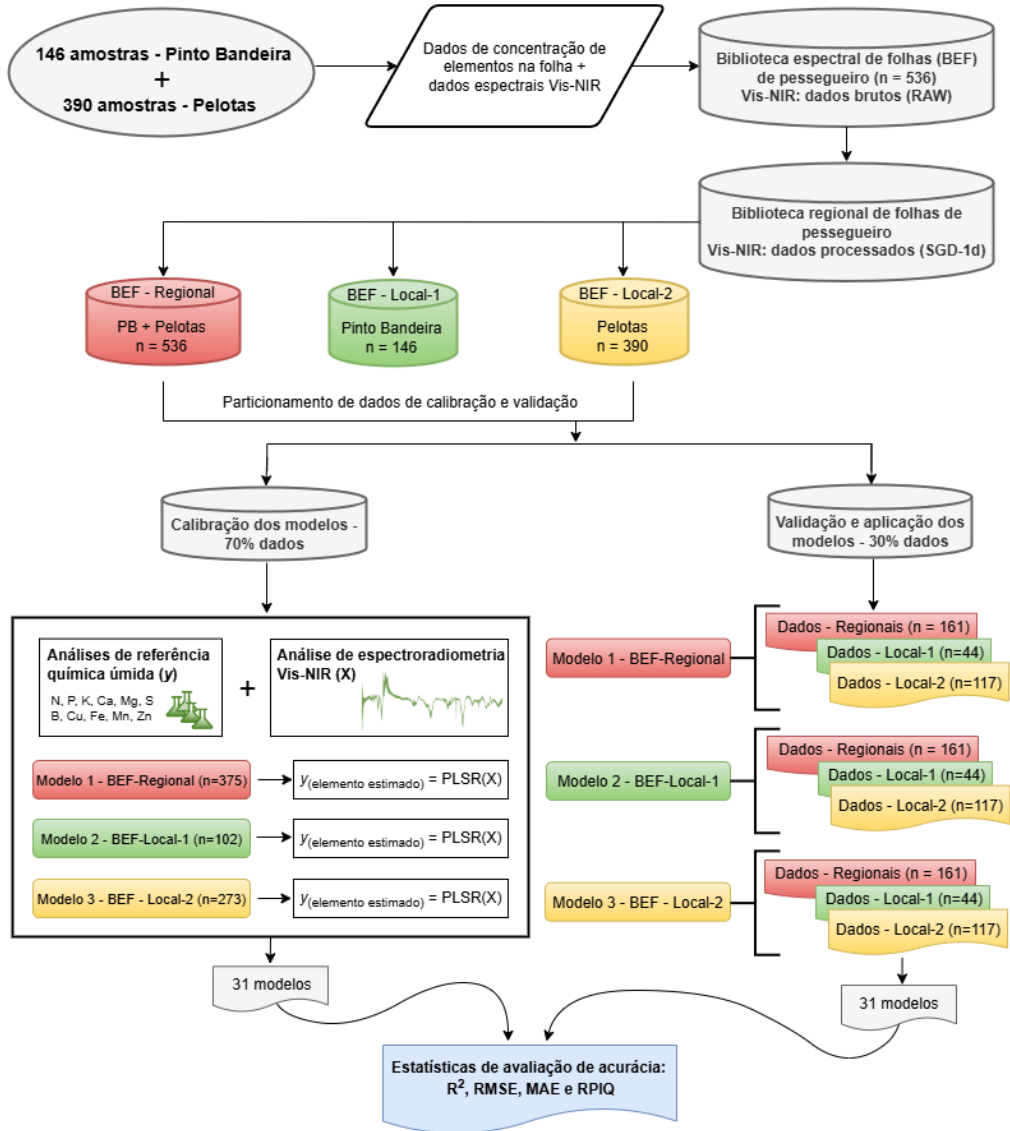 146 amostras - Pinto Bandeira
+
390 amostras - Pelotas
Dados de concentração de
elementos na folha +
dados espectrais Vis-NIR
Biblioteca espectral de folhas (BEF)
de pessegueiro (n = 536)
Vis-NIR: dados brutos (RAW)
Biblioteca regional de folhas de
pessegueiro
Vis-NIR: dados processados (SGD-1d)
BEF - Regional
PB + Pelotas
n = 536
BEF - Local-1
Pinto Bandeira
n = 146
BEF - Local-2
Pelotas
n = 390
Particionamento de dados de calibração e validação
Calibração dos modelos -
70% dados
Validação e aplicação dos
modelos - 30% dados
Análises de referência
química úmida (y)
N, P, K, Ca, Mg, S
B, Cu, Fe, Mn, Zn
+
Análise de espectroradiometria
Vis-NIR (X)
Modelo 1 - BEF-Regional (n=375)
y(elemento estimado) = PLSR(X)
Modelo 2 - BEF-Local-1 (n=102)
y(elemento estimado) = PLSR(X)
Modelo 3 - BEF - Local-2 (n=273)
y(elemento estimado) = PLSR(X)
31 modelos
Modelo 1 - BEF-Regional
Dados - Regionais (n = 161)
Dados - Local-1 (n=44)
Dados - Local-2 (n=117)
Modelo 2 - BEF-Local-1
Dados - Regionais (n = 161)
Dados - Local-1 (n=44)
Dados - Local-2 (n=117)
Modelo 3 - BEF - Local-2
Dados - Regionais (n = 161)
Dados - Local-1 (n=44)
Dados - Local-2 (n=117)
31 modelos
Estatísticas de avaliação de acurácia:
R², RMSE, MAE e RPIQ